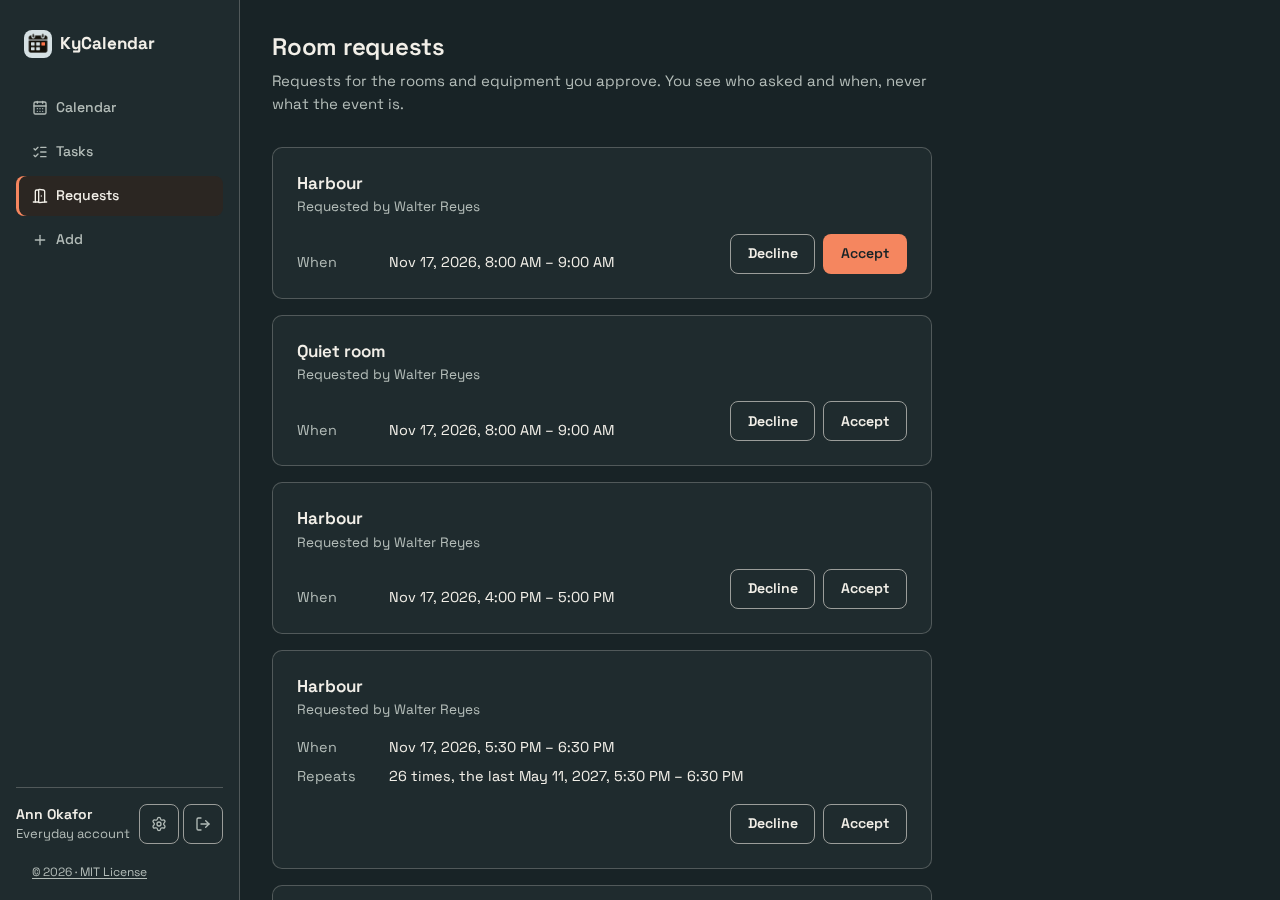 KyCalendar
Calendar
Tasks
Requests
Add
Ann Okafor
Everyday account
© 2026 · MIT License
Room requests
Requests for the rooms and equipment you approve. You see who asked and when, never
what the event is.
Harbour
Requested by Walter Reyes
When Nov 17, 2026, 8:00 AM – 9:00 AM Decline Accept
Quiet room
Requested by Walter Reyes
When Nov 17, 2026, 8:00 AM – 9:00 AM Decline Accept
Harbour
Requested by Walter Reyes
When Nov 17, 2026, 4:00 PM – 5:00 PM Decline Accept
Harbour
Requested by Walter Reyes
When Nov 17, 2026, 5:30 PM – 6:30 PM
Repeats 26 times, the last May 11, 2027, 5:30 PM – 6:30 PM
Decline Accept